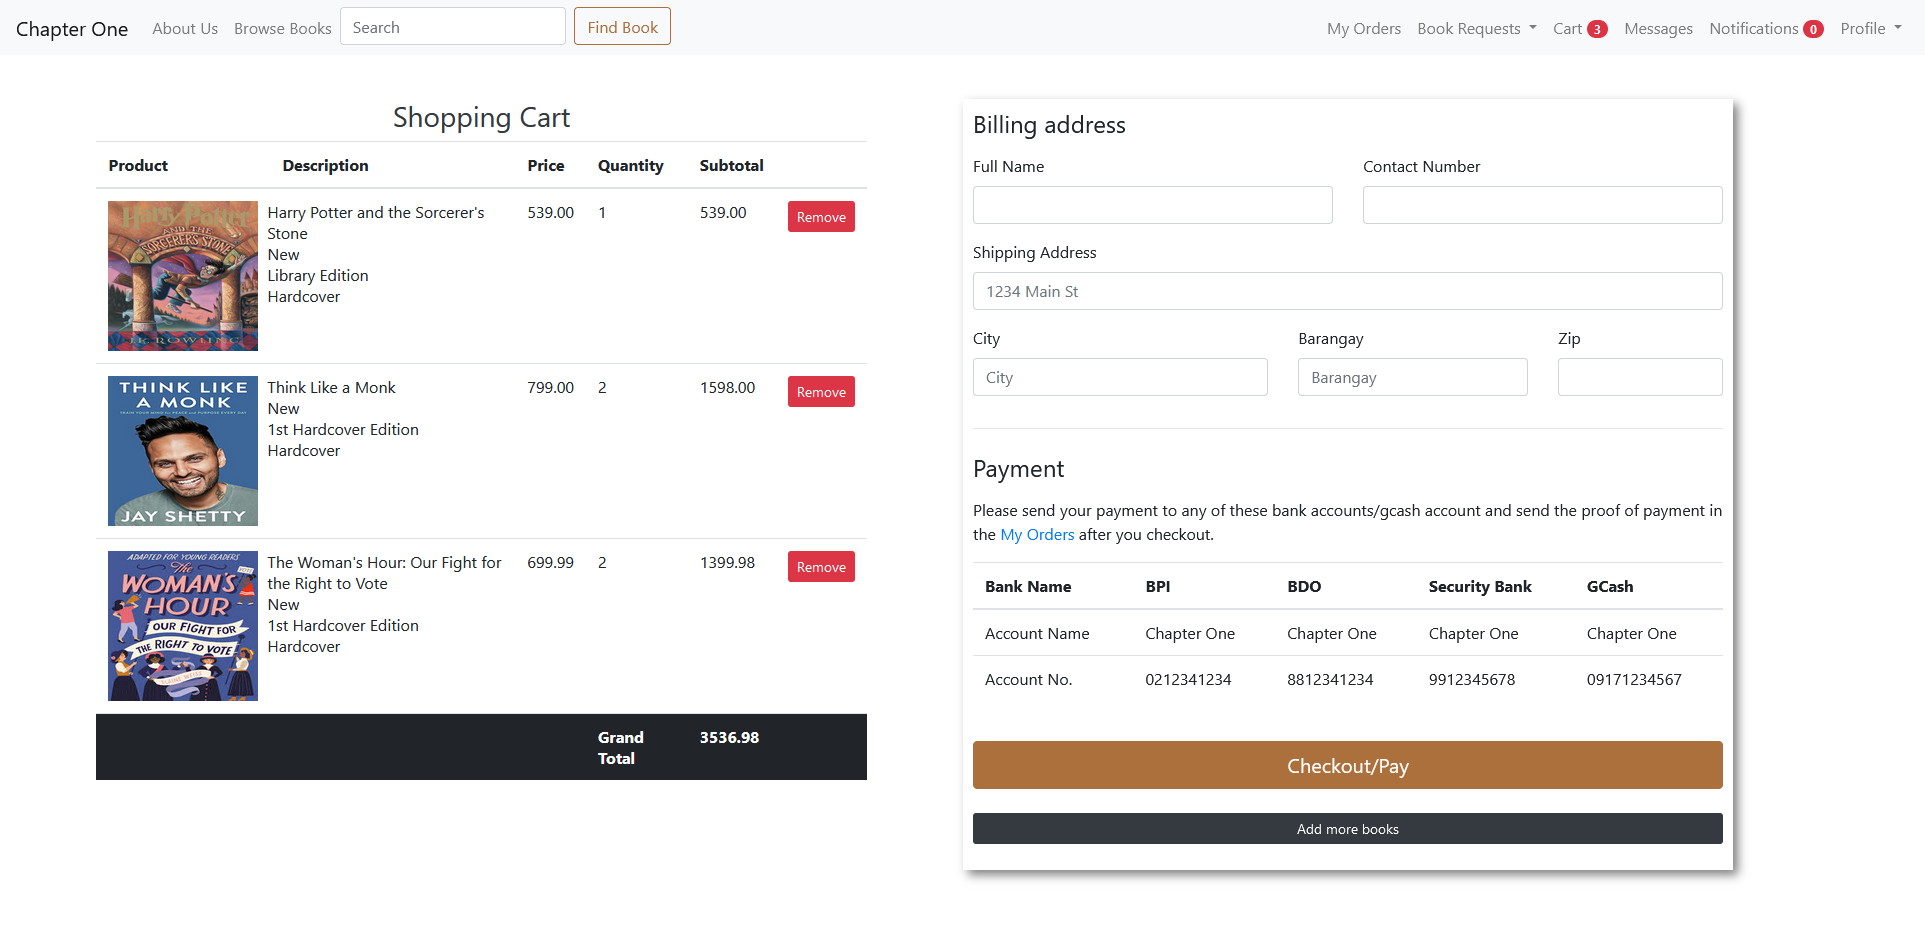 Chapter One About Us Browse Books Search Find Book My Orders Book Requests Cart 3 Messages Notifications 0 Profile
Shopping Cart
Product Description Price Quantity Subtotal
Harry Potter
AND THE
SORCERER'S STONE
J.K. ROWLING
Harry Potter and the Sorcerer's 539.00 1 539.00 Remove
Stone
New
Library Edition
Hardcover
THINK LIKE
A MONK
TRAIN YOUR MIND for PEACE and PURPOSE EVERY DAY
JAY SHETTY
Think Like a Monk 799.00 2 1598.00 Remove
New
1st Hardcover Edition
Hardcover
ADAPTED FOR YOUNG READERS
The
WOMAN'S
HOUR
OUR FIGHT FOR
THE RIGHT TO VOTE
ELAINE WEISS
The Woman's Hour: Our Fight for 699.99 2 1399.98 Remove
the Right to Vote
New
1st Hardcover Edition
Hardcover
Grand 3536.98
Total
Billing address
Full Name Contact Number
Shipping Address
1234 Main St
City Barangay Zip
City Barangay
Payment
Please send your payment to any of these bank accounts/gcash account and send the proof of payment in
the My Orders after you checkout.
Bank Name BPI BDO Security Bank GCash
Account Name Chapter One Chapter One Chapter One Chapter One
Account No. 0212341234 8812341234 9912345678 09171234567
Checkout/Pay
Add more books